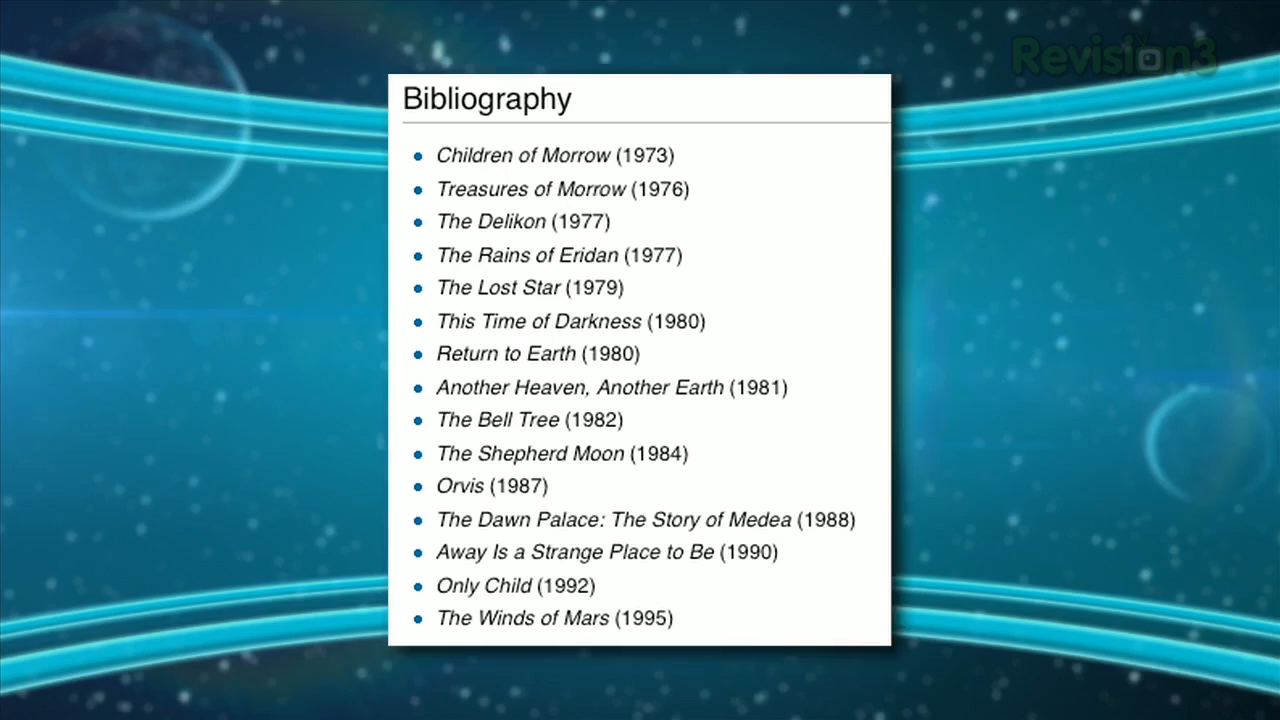 Revision3
Bibliography
Children of Morrow (1973)
Treasures of Morrow (1976)
The Delikon (1977)
The Rains of Eridan (1977)
The Lost Star (1979)
This Time of Darkness (1980)
Return to Earth (1980)
Another Heaven, Another Earth (1981)
The Bell Tree (1982)
The Shepherd Moon (1984)
Orvis (1987)
The Dawn Palace: The Story of Medea (1988)
Away Is a Strange Place to Be (1990)
Only Child (1992)
The Winds of Mars (1995)